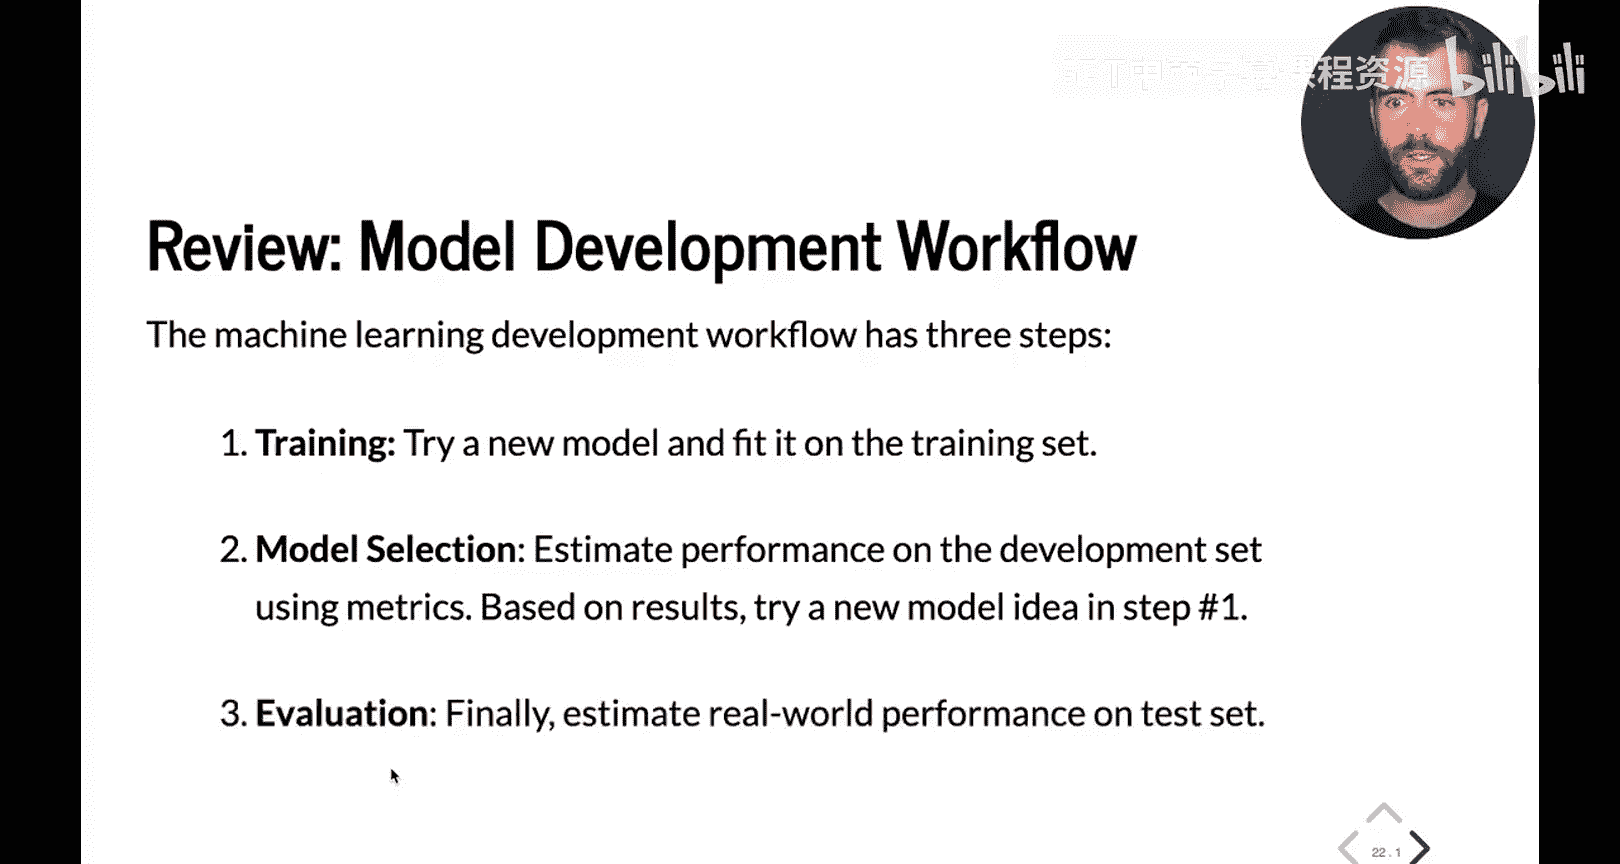 程资源 bilibili
Review: Model Development Workflow
The machine learning development workflow has three steps:
1. Training: Try a new model and fit it on the training set.
2. Model Selection: Estimate performance on the development set
using metrics. Based on results, try a new model idea in step #1.
3. Evaluation: Finally, estimate real-world performance on test set.
22.1